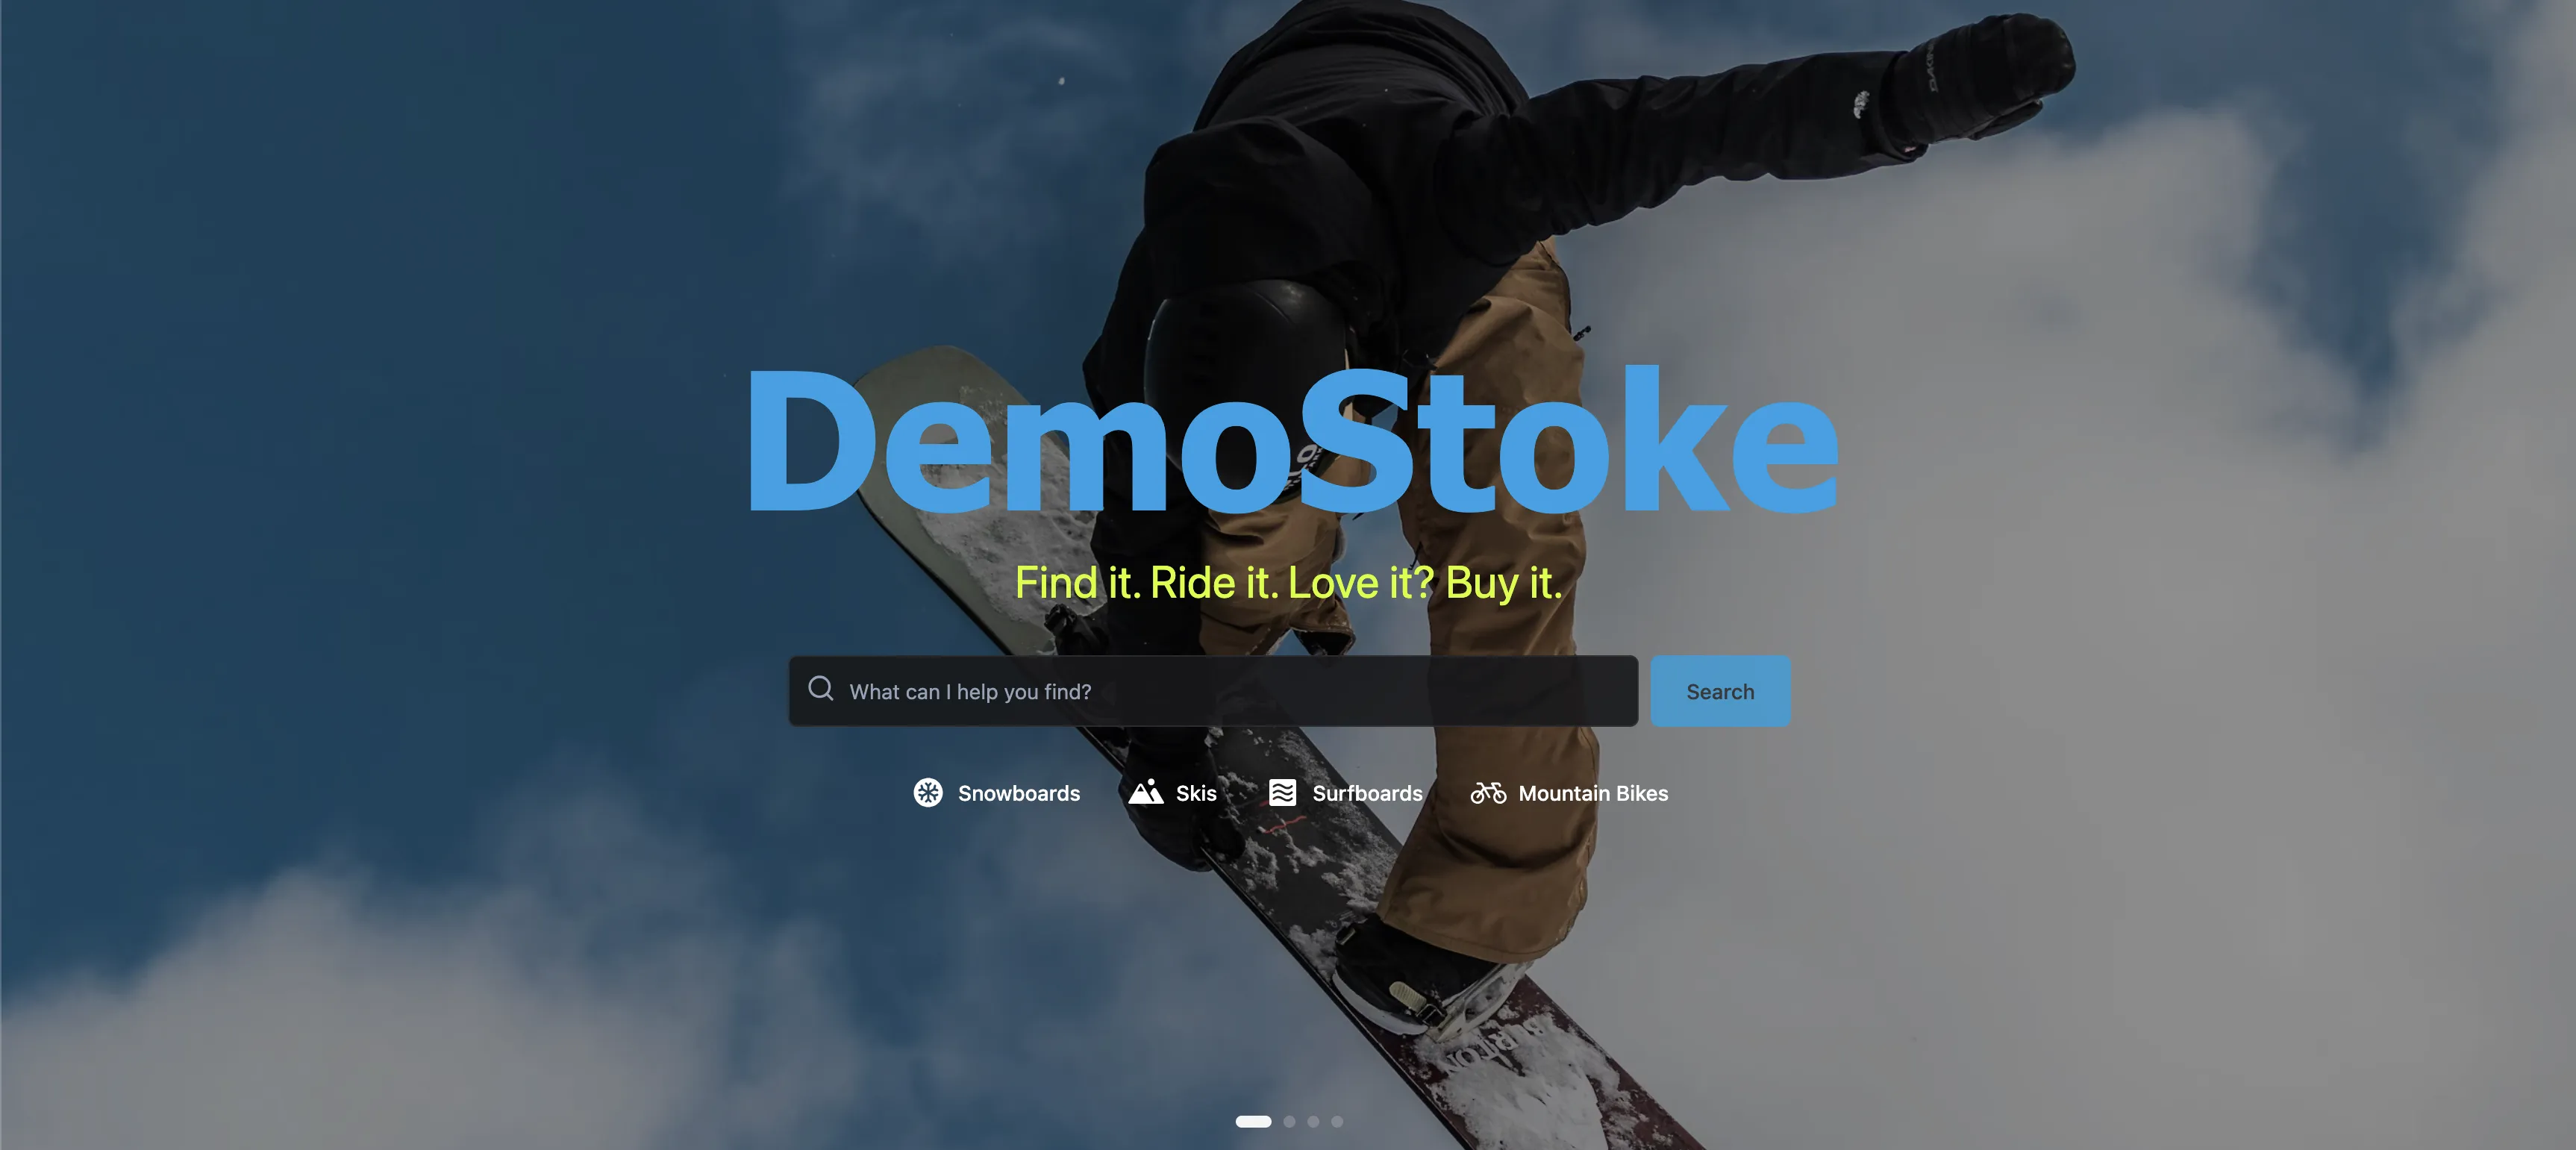 DAKINE
DemoStoke
Find it. Ride it. Love it? Buy it.
What can I help you find?
Search
Snowboards
Skis
Surfboards
Mountain Bikes